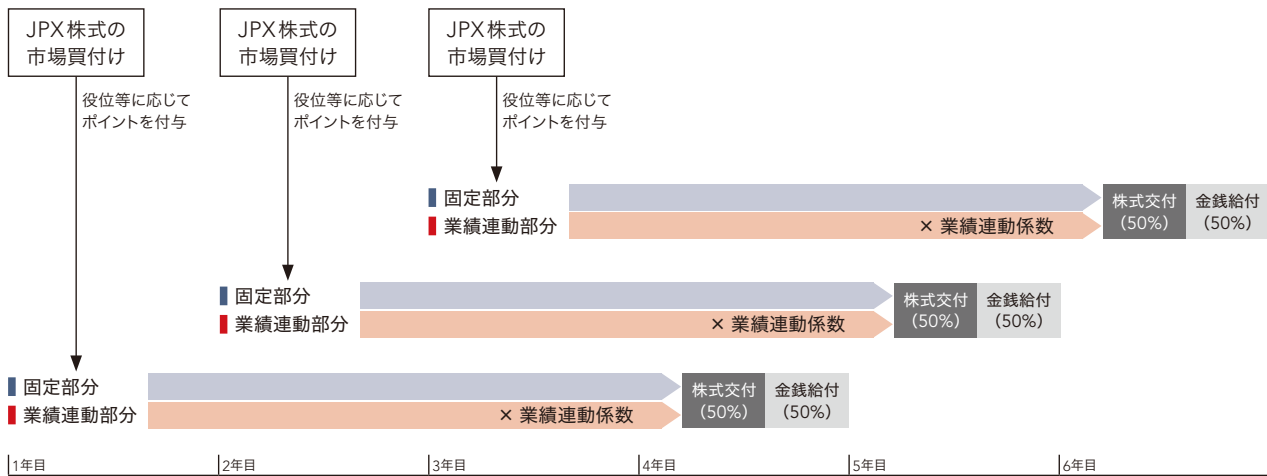 JPX株式の
市場買付け
JPX株式の
市場買付け
JPX株式の
市場買付け
役位等に応じて
ポイントを付与
役位等に応じて
ポイントを付与
役位等に応じて
ポイントを付与
固定部分
業績連動部分
× 業績連動係数
株式交付
(50%)
金銭給付
(50%)
固定部分
業績連動部分
× 業績連動係数
株式交付
(50%)
金銭給付
(50%)
固定部分
業績連動部分
× 業績連動係数
株式交付
(50%)
金銭給付
(50%)
1年目
2年目
3年目
4年目
5年目
6年目